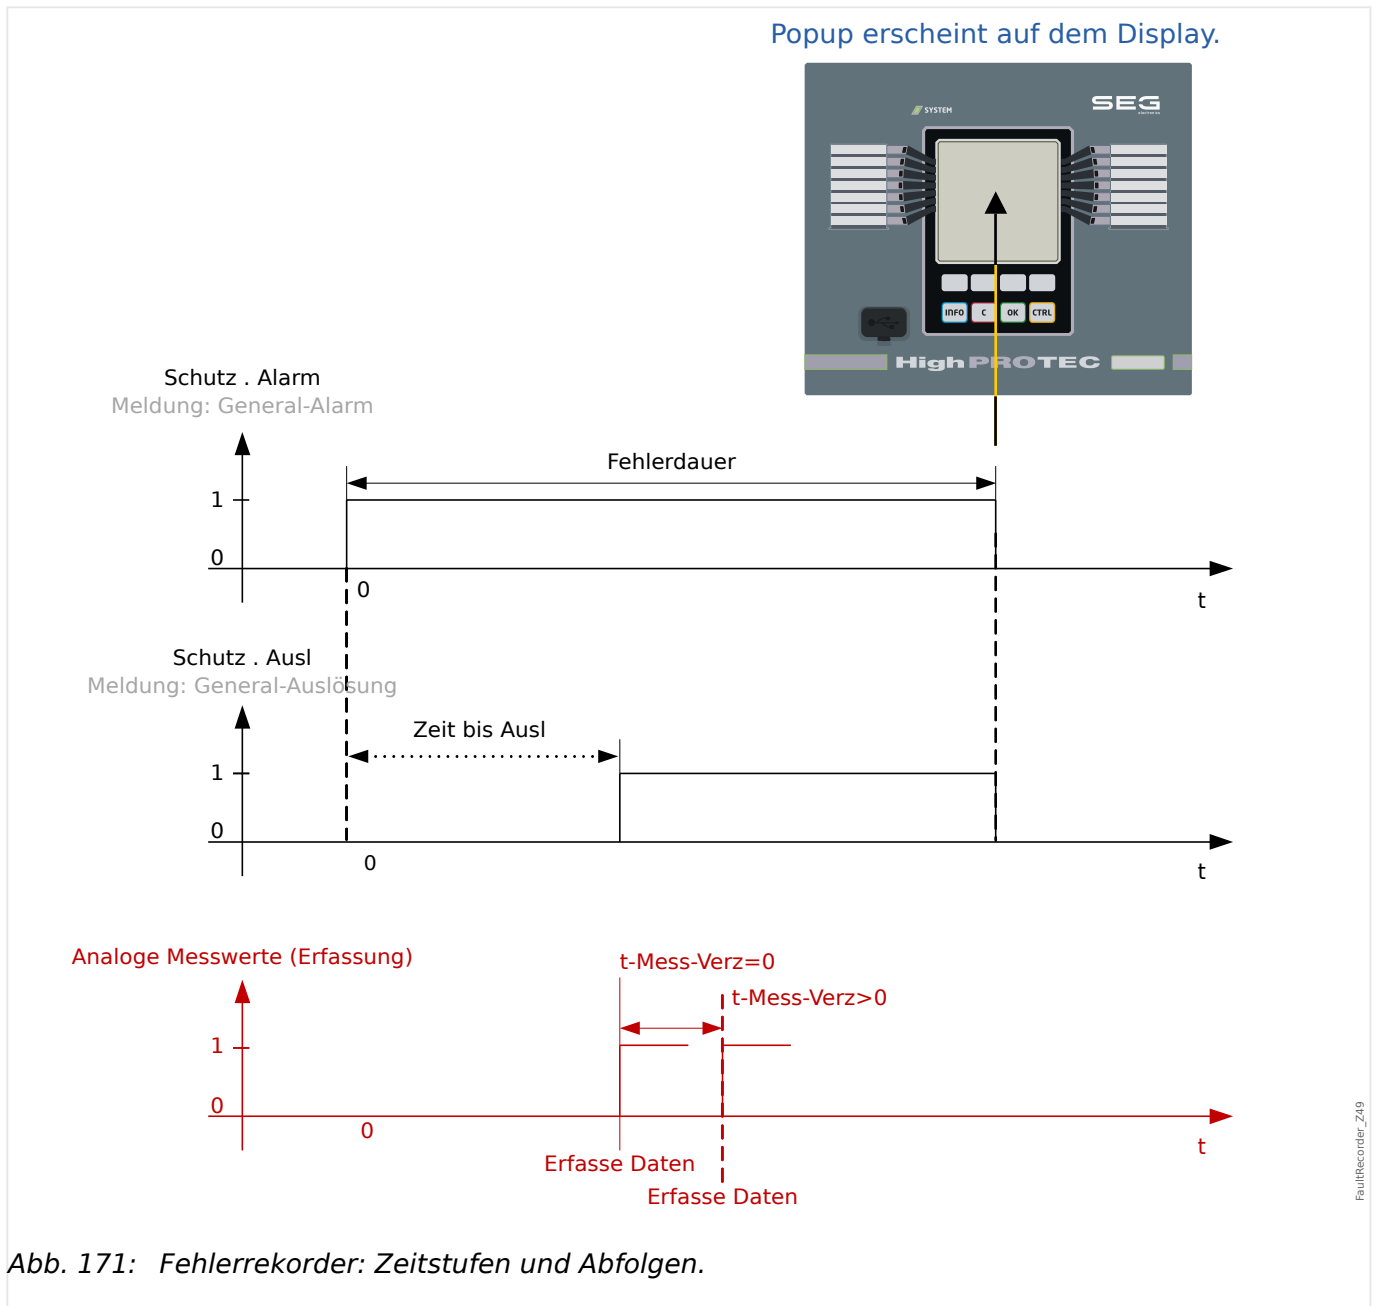 Popup erscheint auf dem Display.
SYSTEM
SEG
electronics
INFO
C
OK
CTRL
HighPROTEC
Schutz . Alarm
Meldung: General-Alarm
Fehlerdauer
1
0
0
t
Schutz . Ausl
Meldung: General-Auslösung
Zeit bis Ausl
1
0
0
t
Analoge Messwerte (Erfassung)
t-Mess-Verz=0
t-Mess-Verz>0
1
0
0
t
Erfasse Daten
Erfasse Daten
FaultRecorder_Z49
Abb. 171: Fehlerrekorder: Zeitstufen und Abfolgen.